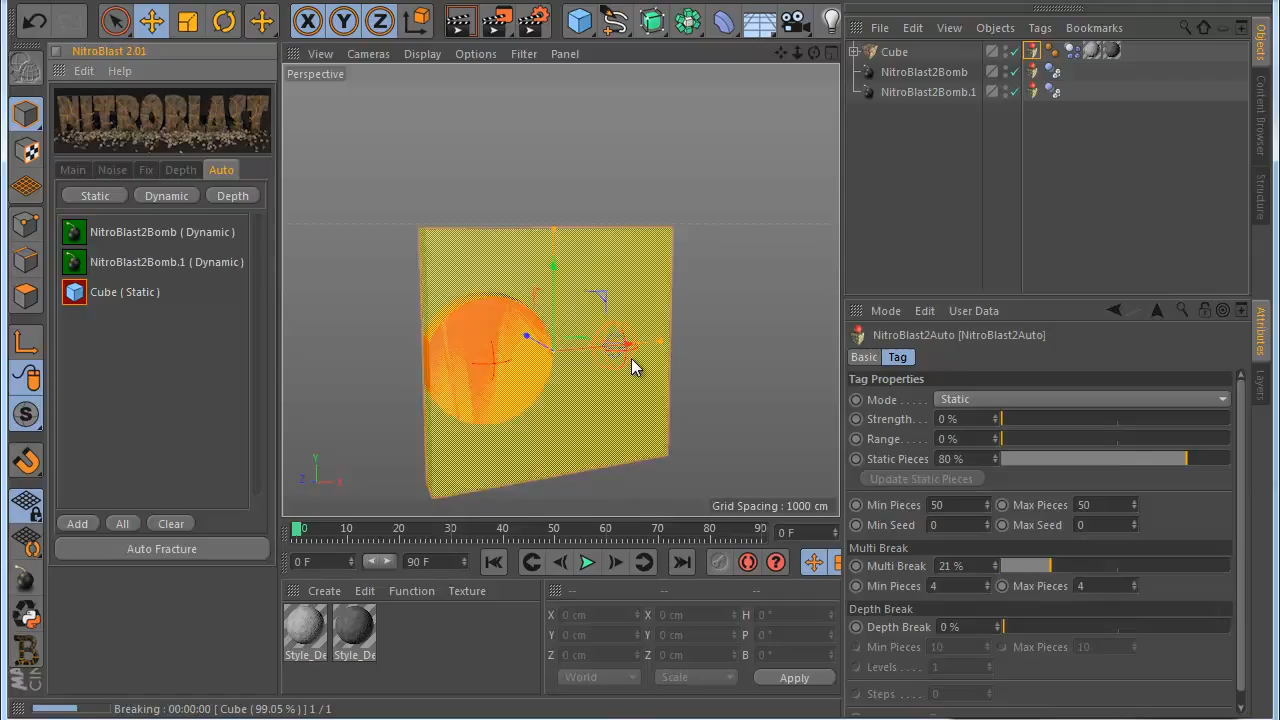 NitroBlast 2.01
Edit Help
NITROBLAST
Main Noise Fix Depth Auto
Static Dynamic Depth
NitroBlast2Bomb ( Dynamic )
NitroBlast2Bomb.1 ( Dynamic )
Cube ( Static )
Add All Clear
Auto Fracture
X Y Z
View Cameras Display Options Filter Panel
Perspective
Y
Z X
Grid Spacing : 1000 cm
0 10 20 30 40 50 60 70 80 90 0 F
0 F 90 F
Create Edit Function Texture
Style_De Style_De
-- -- --
X 0 cm X 0 cm H 0 °
Y 0 cm Y 0 cm P 0 °
Z 0 cm Z 0 cm B 0 °
World Scale Apply
File Edit View Objects Tags Bookmarks
Cube
NitroBlast2Bomb
NitroBlast2Bomb.1
Objects
Content Browser
Structure
Mode Edit User Data
NitroBlast2Auto [NitroBlast2Auto]
Basic Tag
Tag Properties
Mode . . . . . Static
Strength. . . 0 %
Range. . . . 0 %
Static Pieces 80 %
Update Static Pieces
Min Pieces 50 Max Pieces 50
Min Seed 0 Max Seed 0
Multi Break
Multi Break 21 %
Min Pieces 4 Max Pieces 4
Depth Break
Depth Break 0 %
Min Pieces 10 Max Pieces 10
Levels . . . 1
Steps . . . 0
Attributes
Layers
Breaking : 00:00:00 [ Cube ( 99.05 % ) ] 1 / 1